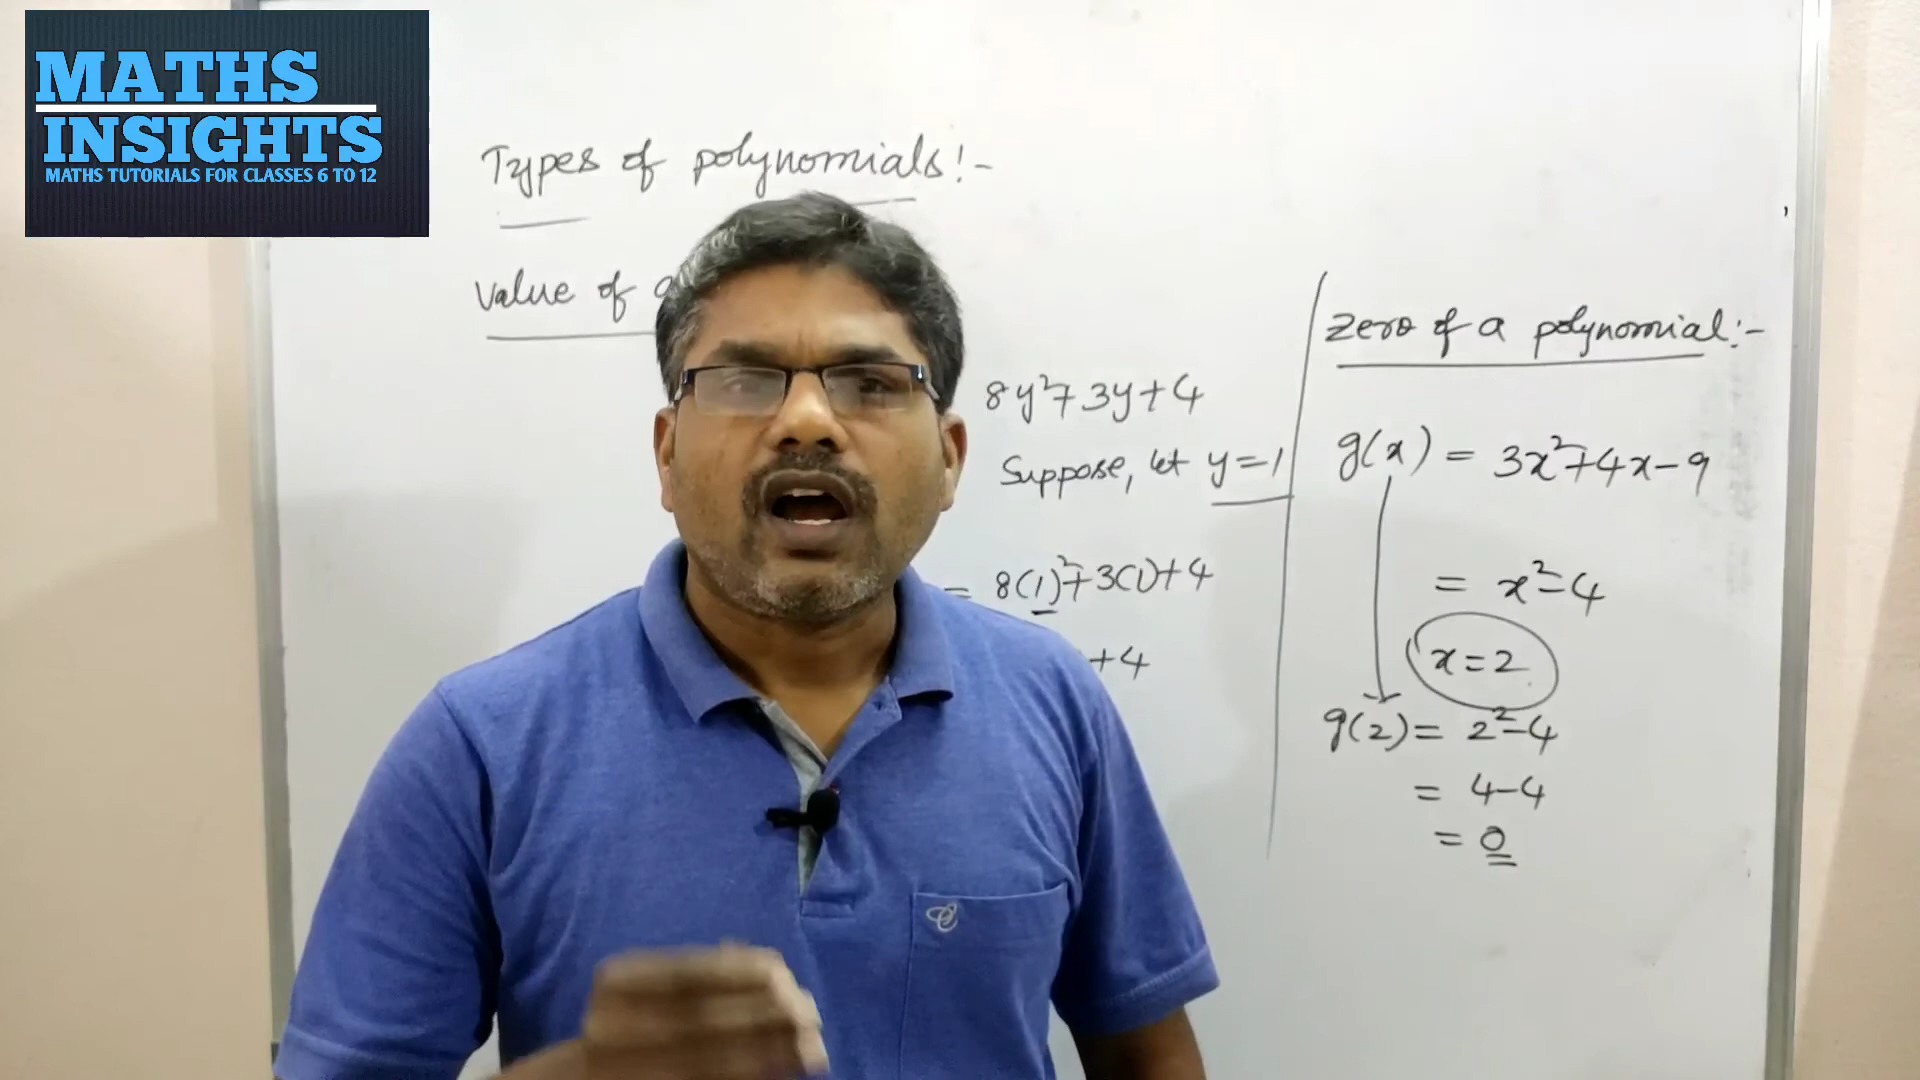 MATHS
INSIGHTS
MATHS TUTORIALS FOR CLASSES 6 TO 12
Types of polynomials:-
Value of
8y²+3y+4
Suppose, let y=1
= 8(1)²+3(1)+4
+4
Zero of a polynomial:-
g(x) = 3x²+4x-9
= x²-4
x=2
g(2) = 2²-4
= 4-4
= 0